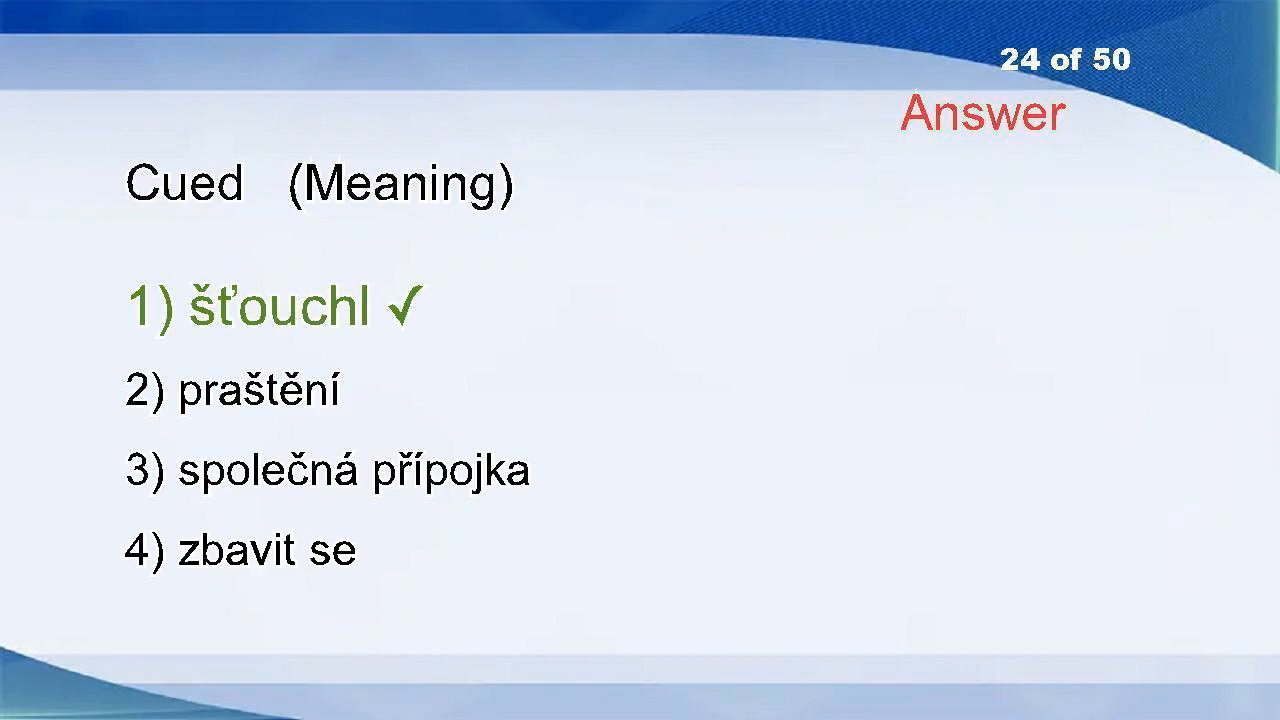 24 of 50
Answer
Cued (Meaning)
1) šťouchl ✓
2) praštění
3) společná přípojka
4) zbavit se